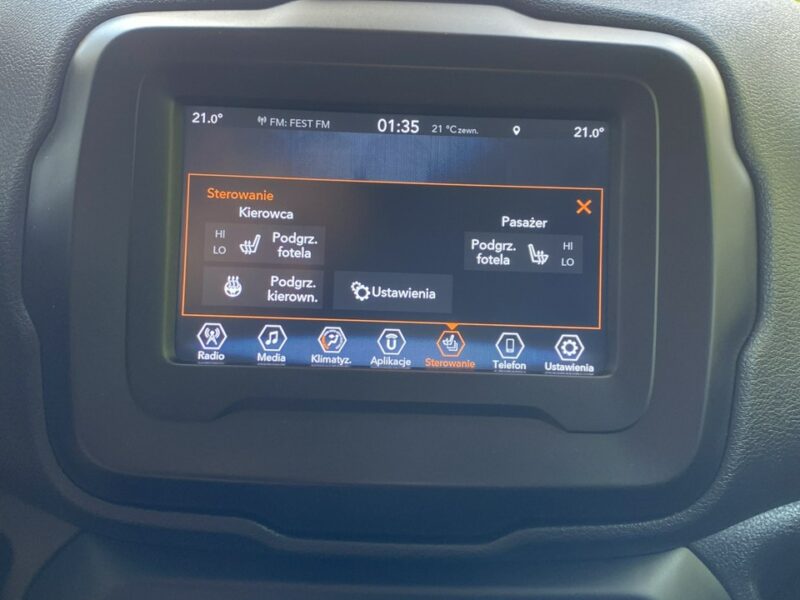 21.0°
FM: FEST FM
01:35
21 °C zewn.
21.0°
Sterowanie
Kierowca
Pasażer
HI
LO
Podgrz.
fotela
Podgrz.
fotela
HI
LO
Podgrz.
kierown.
Ustawienia
Radio
Media
Klimatyz.
Aplikacje
Sterowanie
Telefon
Ustawienia